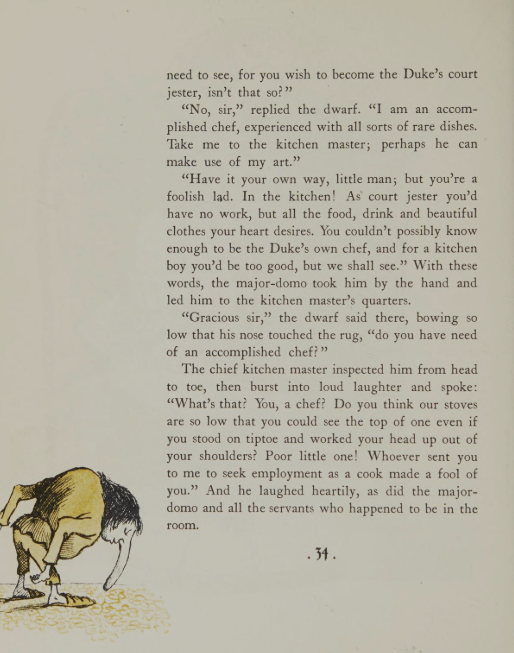 need to see, for you wish to become the Duke's court
jester, isn't that so?"
"No, sir," replied the dwarf. "I am an accom-
plished chef, experienced with all sorts of rare dishes.
Take me to the kitchen master; perhaps he can
make use of my art."
"Have it your own way, little man; but you're a
foolish lad. In the kitchen! As court jester you'd
have no work, but all the food, drink and beautiful
clothes your heart desires. You couldn't possibly know
enough to be the Duke's own chef, and for a kitchen
boy you'd be too good, but we shall see." With these
words, the major-domo took him by the hand and
led him to the kitchen master's quarters.
"Gracious sir," the dwarf said there, bowing so
low that his nose touched the rug, "do you have need
of an accomplished chef?"
The chief kitchen master inspected him from head
to toe, then burst into loud laughter and spoke:
"What's that? You, a chef? Do you think our stoves
are so low that you could see the top of one even if
you stood on tiptoe and worked your head up out of
your shoulders? Poor little one! Whoever sent you
to me to seek employment as a cook made a fool of
you." And he laughed heartily, as did the major-
domo and all the servants who happened to be in the
room.
. 34 .